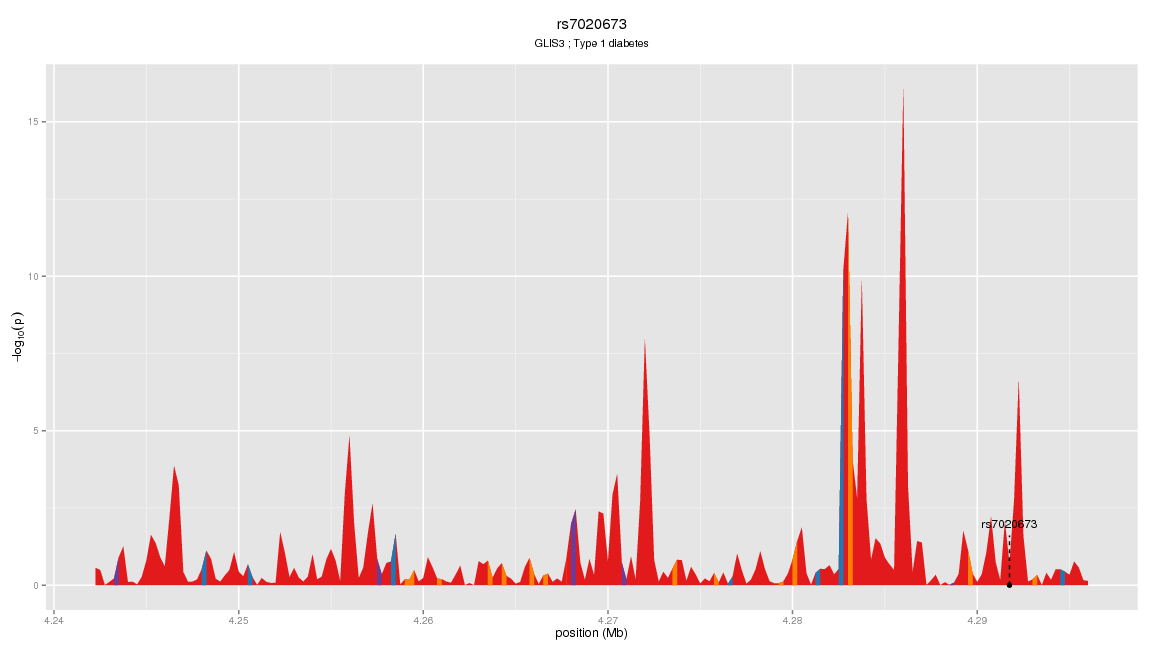 rs7020673
GLIS3 ; Type 1 diabetes
15
10
5
0
−log₁₀(p)
rs7020673
4.24 4.25 4.26 4.27 4.28 4.29
position (Mb)